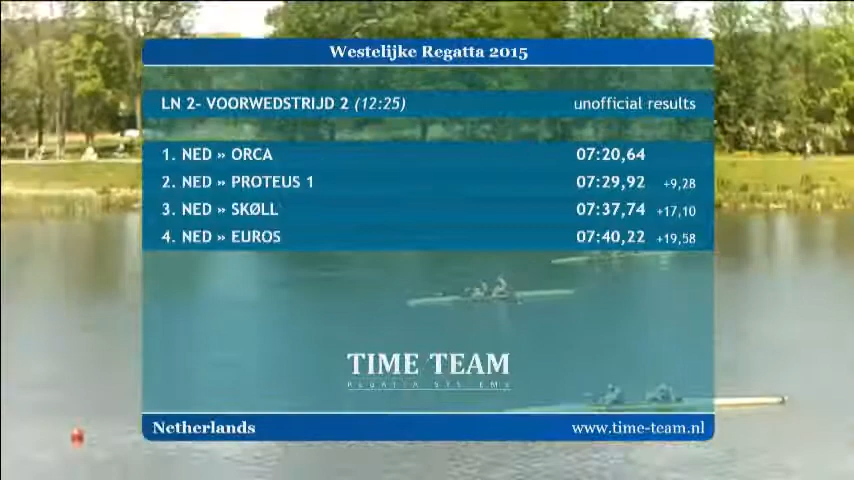 Westelijke Regatta 2015
LN 2- VOORWEDSTRIJD 2 (12:25) unofficial results
1. NED » ORCA 07:20,64
2. NED » PROTEUS 1 07:29,92 +9,28
3. NED » SKØLL 07:37,74 +17,10
4. NED » EUROS 07:40,22 +19,58
TIME TEAM
REGATTA SYSTEMS
Netherlands www.time-team.nl